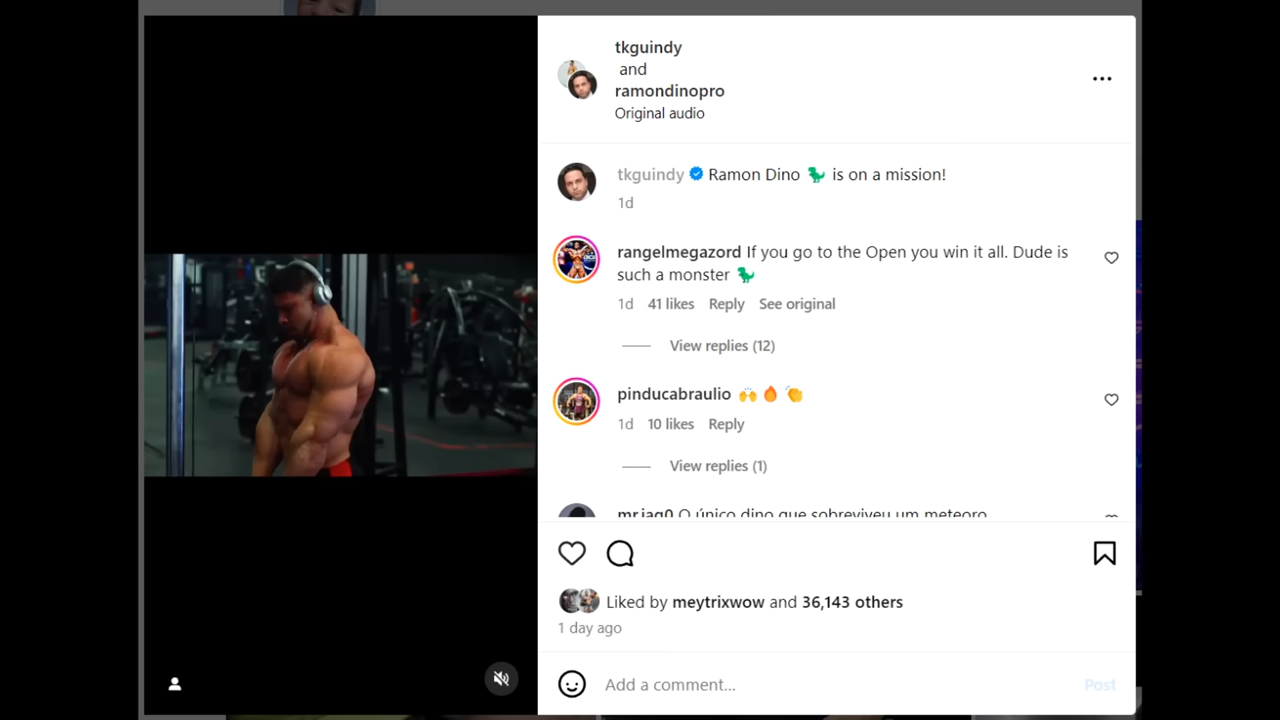 tkguindy
and
ramondinopro
Original audio
tkguindy Ramon Dino 🦖 is on a mission!
1d
rangelmegazord If you go to the Open you win it all. Dude is
such a monster 🦖
1d 41 likes Reply See original
View replies (12)
pinducabraulio 🙌 🔥 👏
1d 10 likes Reply
View replies (1)
mr.jag0 O único dino que sobreviveu um meteoro
Liked by meytrixwow and 36,143 others
1 day ago
Add a comment...
Post